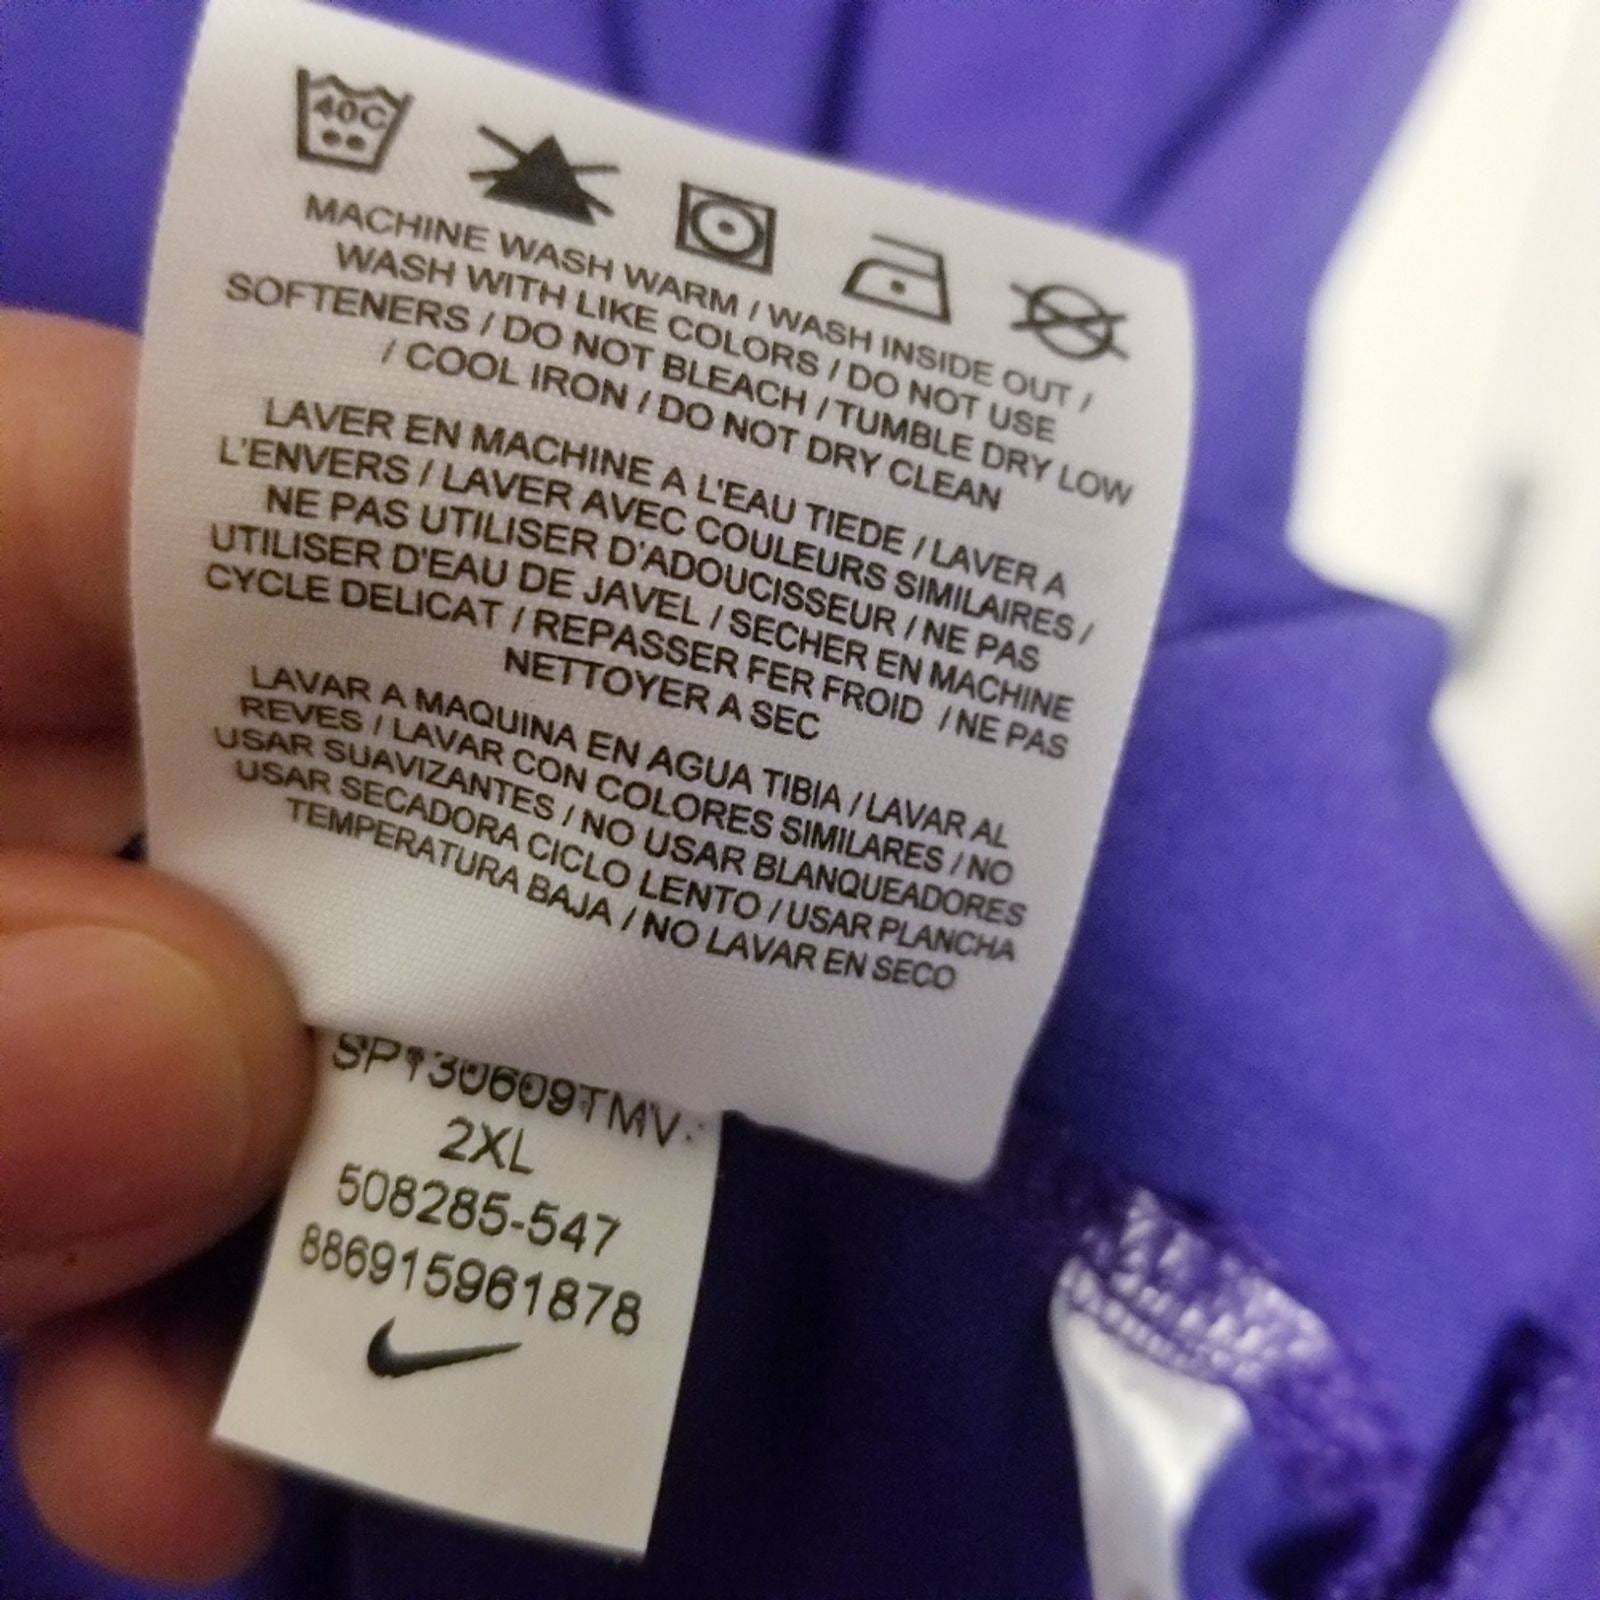 40C
MACHINE WASH WARM / WASH INSIDE OUT /
WASH WITH LIKE COLORS / DO NOT USE
SOFTENERS / DO NOT BLEACH / TUMBLE DRY LOW
/ COOL IRON / DO NOT DRY CLEAN
LAVER EN MACHINE A L'EAU TIEDE / LAVER A
L'ENVERS / LAVER AVEC COULEURS SIMILAIRES /
NE PAS UTILISER D'ADOUCISSEUR / NE PAS
UTILISER D'EAU DE JAVEL / SECHER EN MACHINE
CYCLE DELICAT / REPASSER FER FROID / NE PAS
NETTOYER A SEC
LAVAR A MAQUINA EN AGUA TIBIA / LAVAR AL
REVES / LAVAR CON COLORES SIMILARES / NO
USAR SUAVIZANTES / NO USAR BLANQUEADORES
USAR SECADORA CICLO LENTO / USAR PLANCHA
TEMPERATURA BAJA / NO LAVAR EN SECO
SP130609TMV
2XL
508285-547
886915961878